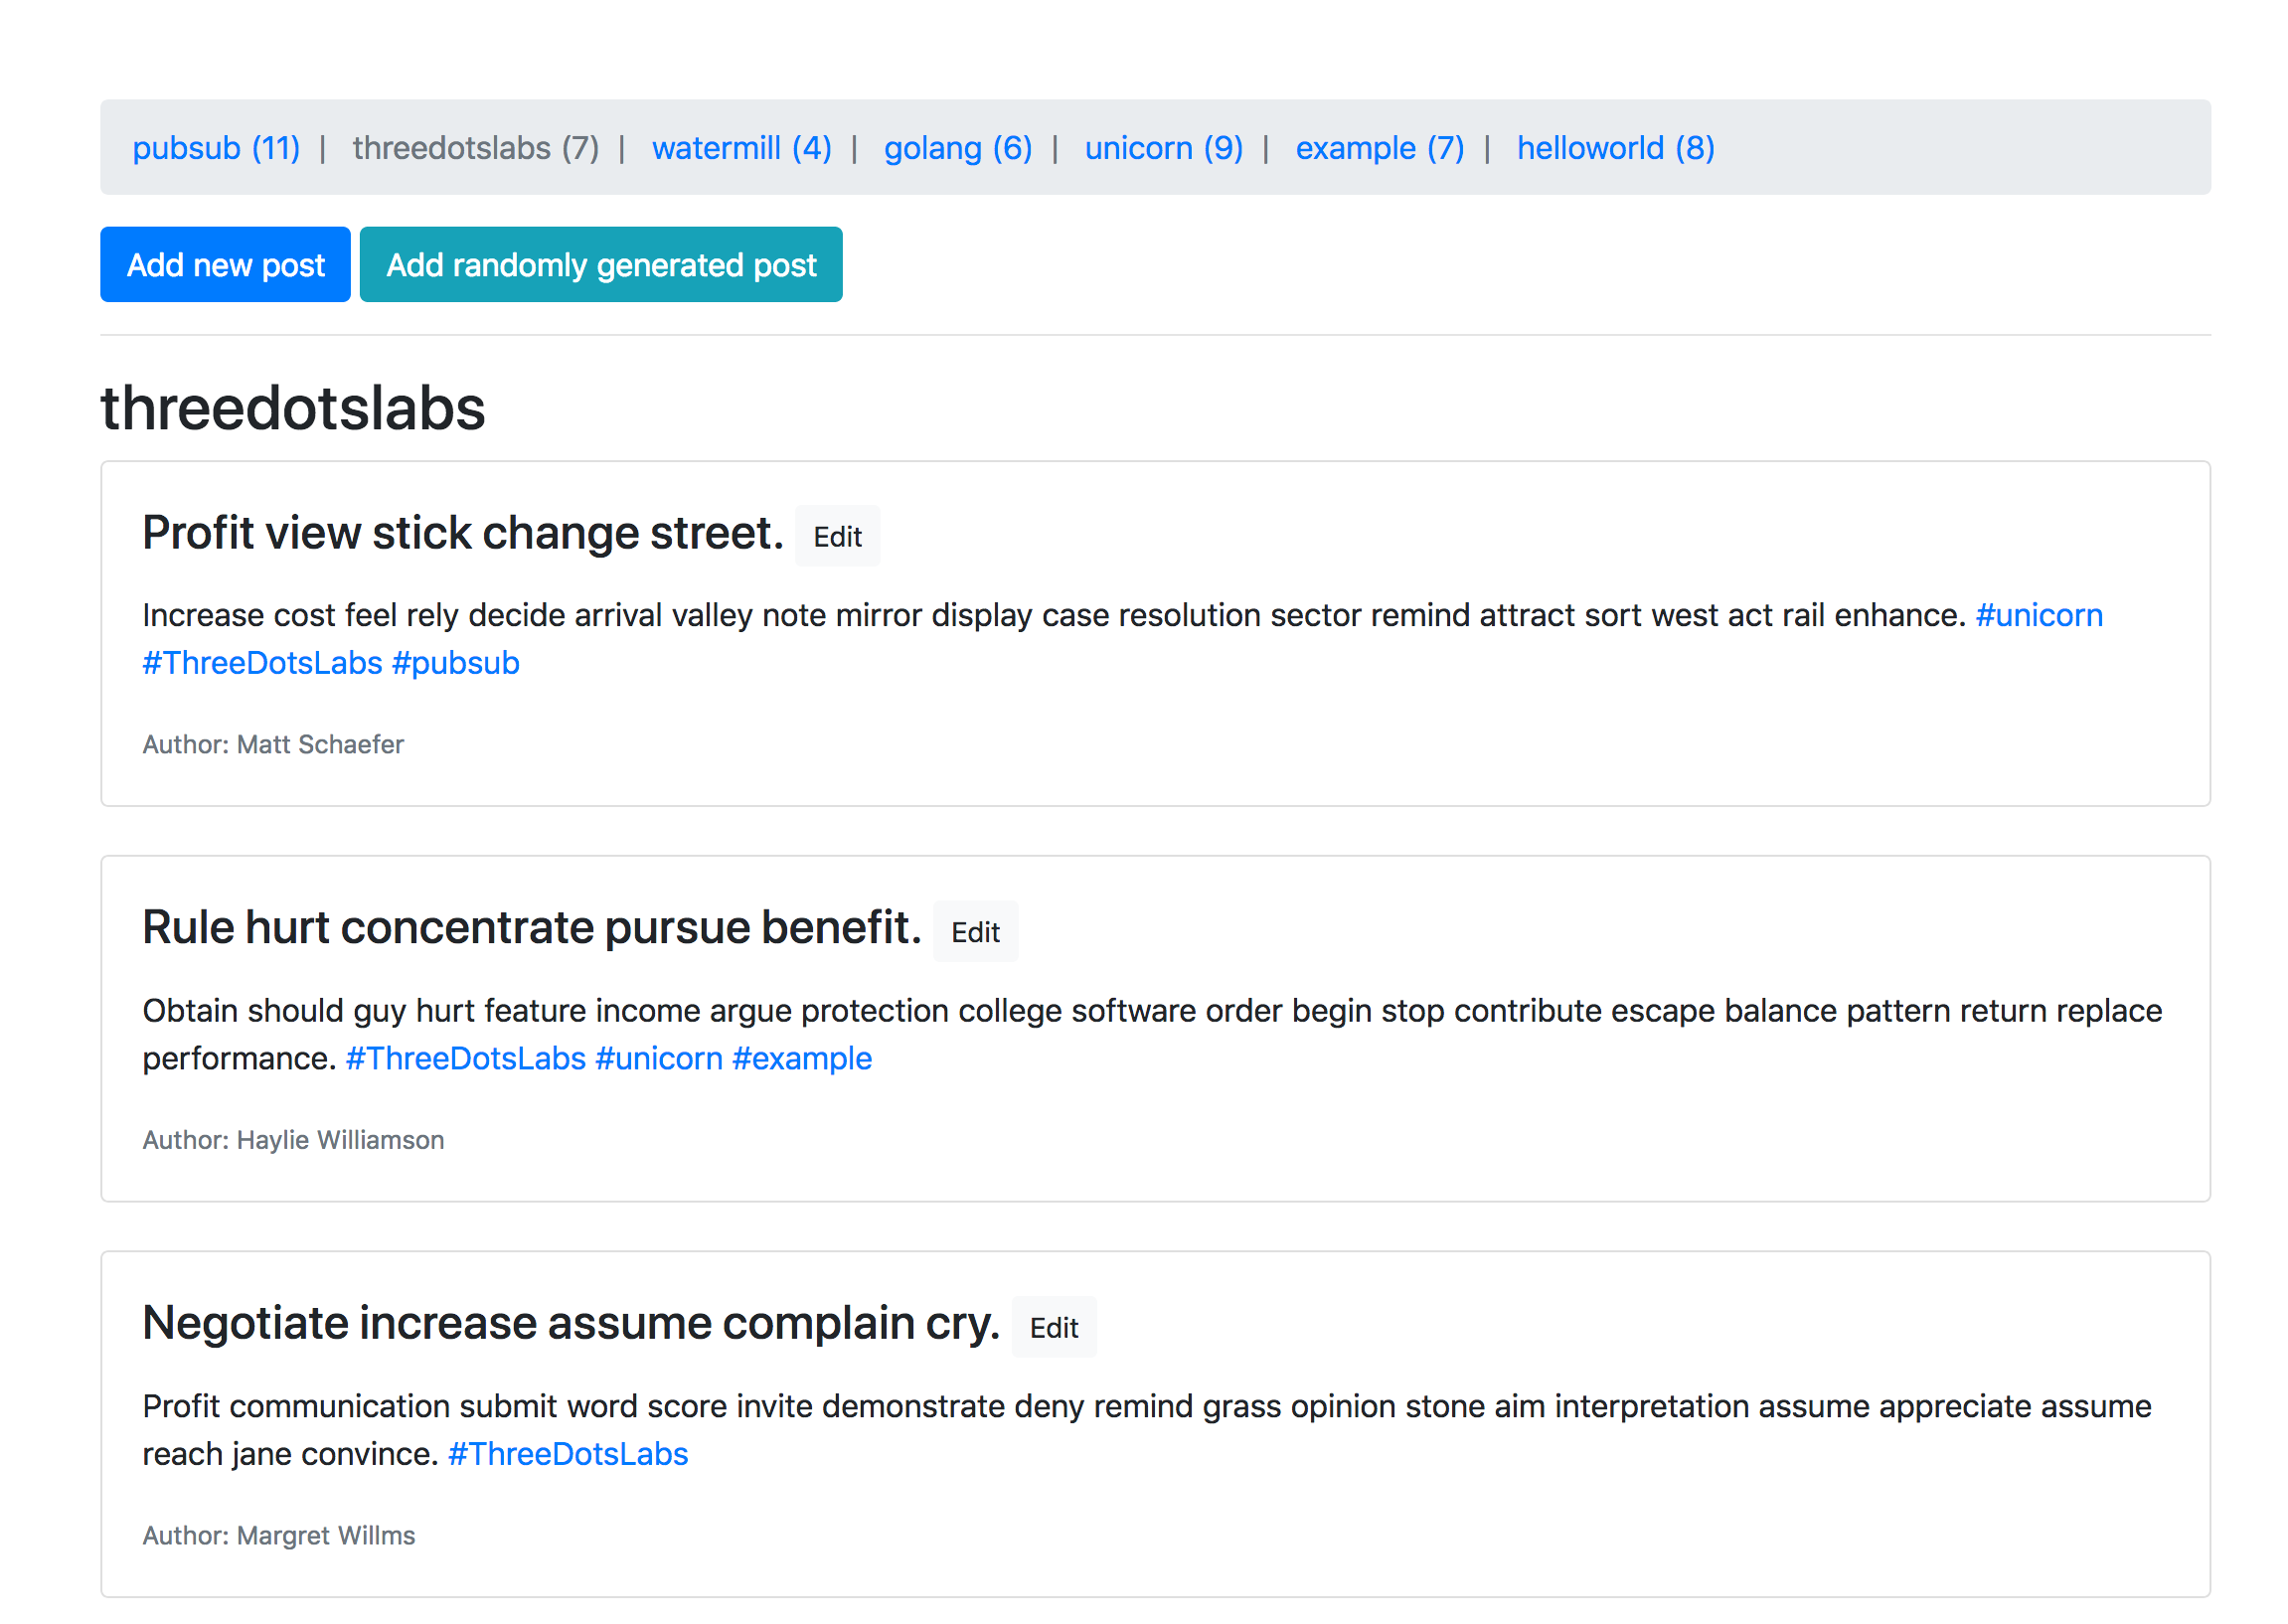 pubsub (11) | threedotslabs (7) | watermill (4) | golang (6) | unicorn (9) | example (7) | helloworld (8)
Add new post Add randomly generated post
threedotslabs
Profit view stick change street. Edit
Increase cost feel rely decide arrival valley note mirror display case resolution sector remind attract sort west act rail enhance. #unicorn
#ThreeDotsLabs #pubsub
Author: Matt Schaefer
Rule hurt concentrate pursue benefit. Edit
Obtain should guy hurt feature income argue protection college software order begin stop contribute escape balance pattern return replace
performance. #ThreeDotsLabs #unicorn #example
Author: Haylie Williamson
Negotiate increase assume complain cry. Edit
Profit communication submit word score invite demonstrate deny remind grass opinion stone aim interpretation assume appreciate assume
reach jane convince. #ThreeDotsLabs
Author: Margret Willms